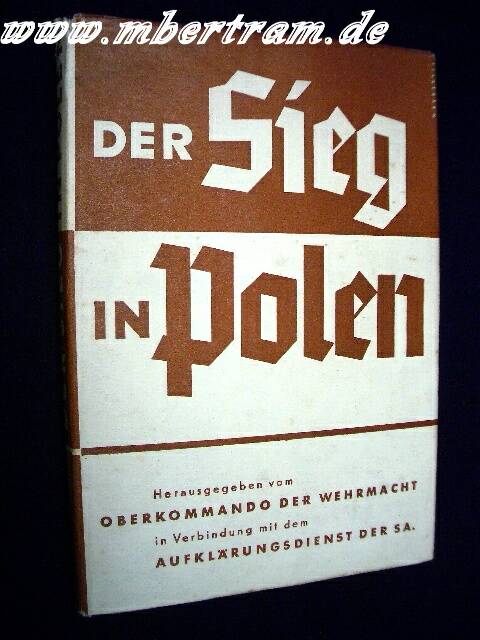 www.mbertram.de
DER Sieg
IN Polen
Herausgegeben vom
OBERKOMMANDO DER WEHRMACHT
in Verbindung mit dem
AUFKLÄRUNGSDIENST DER SA.